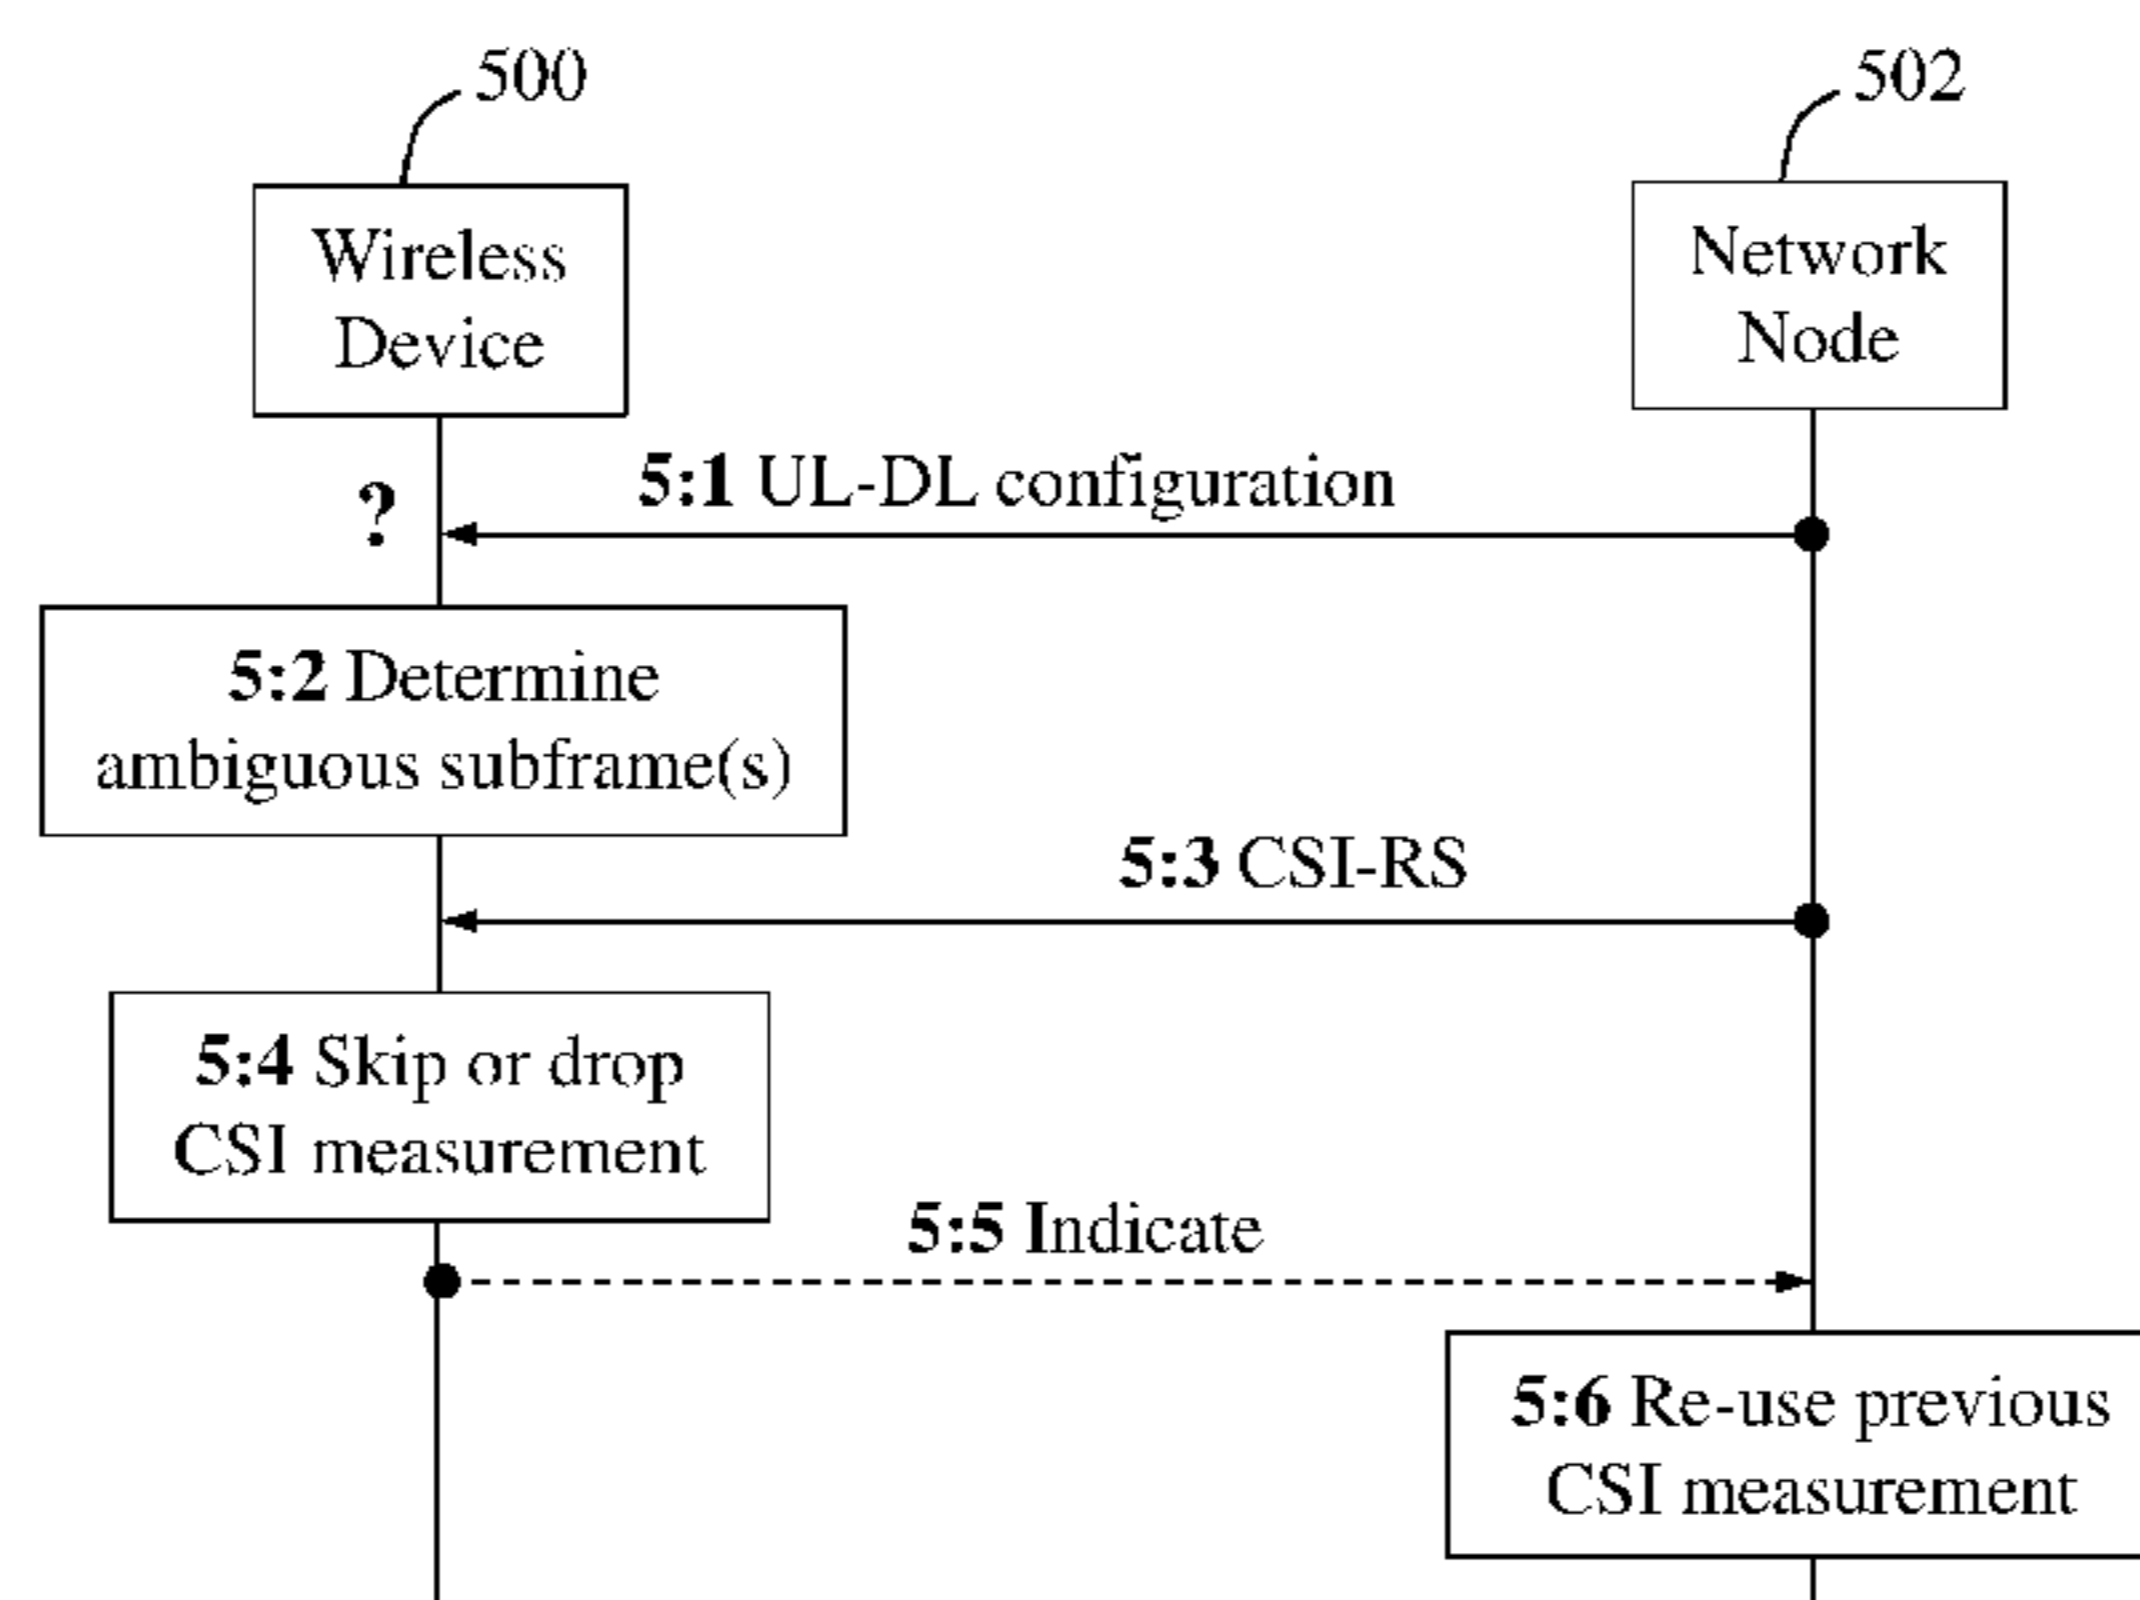 500
502
Wireless
Device
Network
Node
5:1 UL-DL configuration
?
5:2 Determine
ambiguous subframe(s)
5:3 CSI-RS
5:4 Skip or drop
CSI measurement
5:5 Indicate
5:6 Re-use previous
CSI measurement